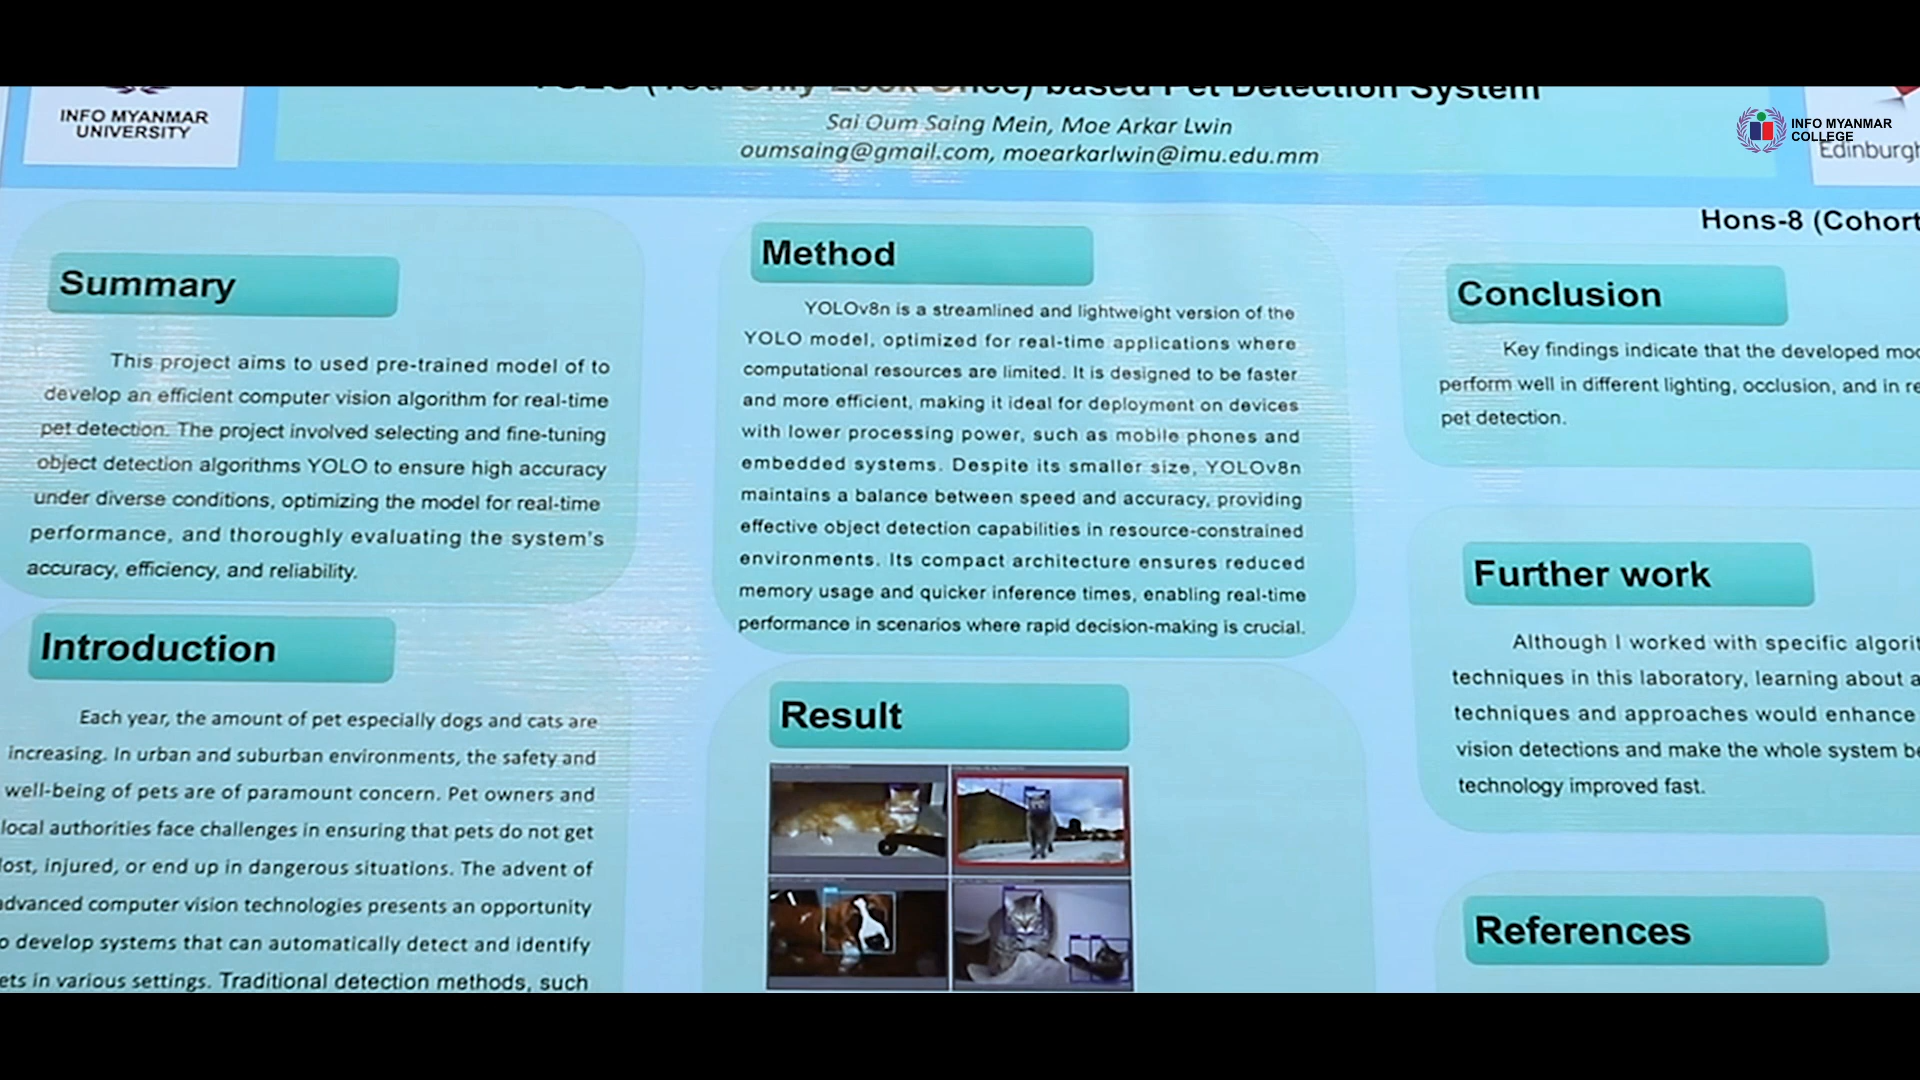 INFO MYANMAR
UNIVERSITY
YOLO (You Only Look Once) based Pet Detection System
Sai Oum Saing Mein, Moe Arkar Lwin
oumsaing@gmail.com, moearkarlwin@imu.edu.mm
INFO MYANMAR
COLLEGE
Edinburgh
Hons-8 (Cohort
Summary
This project aims to used pre-trained model of to
develop an efficient computer vision algorithm for real-time
pet detection. The project involved selecting and fine-tuning
object detection algorithms YOLO to ensure high accuracy
under diverse conditions, optimizing the model for real-time
performance, and thoroughly evaluating the system's
accuracy, efficiency, and reliability.
Introduction
Each year, the amount of pet especially dogs and cats are
increasing. In urban and suburban environments, the safety and
well-being of pets are of paramount concern. Pet owners and
local authorities face challenges in ensuring that pets do not get
lost, injured, or end up in dangerous situations. The advent of
advanced computer vision technologies presents an opportunity
o develop systems that can automatically detect and identify
ets in various settings. Traditional detection methods, such
Method
YOLOv8n is a streamlined and lightweight version of the
YOLO model, optimized for real-time applications where
computational resources are limited. It is designed to be faster
and more efficient, making it ideal for deployment on devices
with lower processing power, such as mobile phones and
embedded systems. Despite its smaller size, YOLOv8n
maintains a balance between speed and accuracy, providing
effective object detection capabilities in resource-constrained
environments. Its compact architecture ensures reduced
memory usage and quicker inference times, enabling real-time
performance in scenarios where rapid decision-making is crucial.
Result
Conclusion
Key findings indicate that the developed mod
perform well in different lighting, occlusion, and in re
pet detection.
Further work
Although I worked with specific algorit
techniques in this laboratory, learning about a
techniques and approaches would enhance
vision detections and make the whole system be
technology improved fast.
References